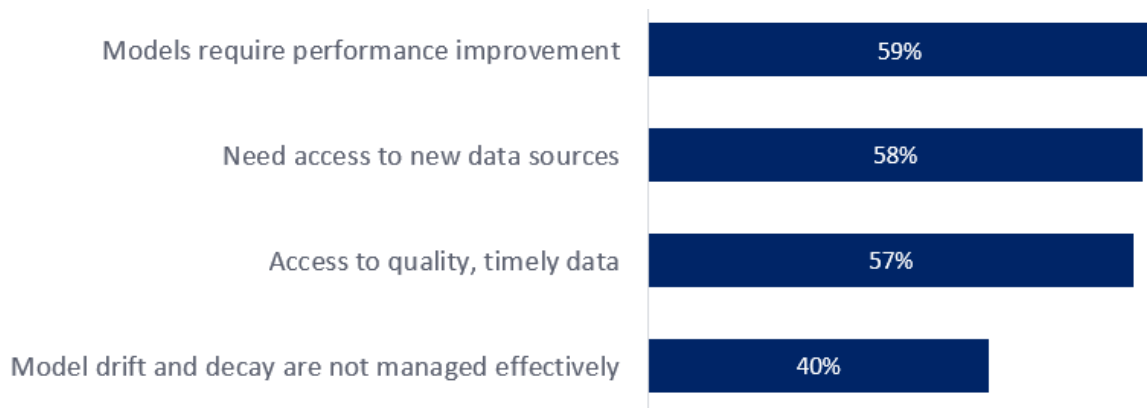 Models require performance improvement 59%
Need access to new data sources 58%
Access to quality, timely data 57%
Model drift and decay are not managed effectively 40%